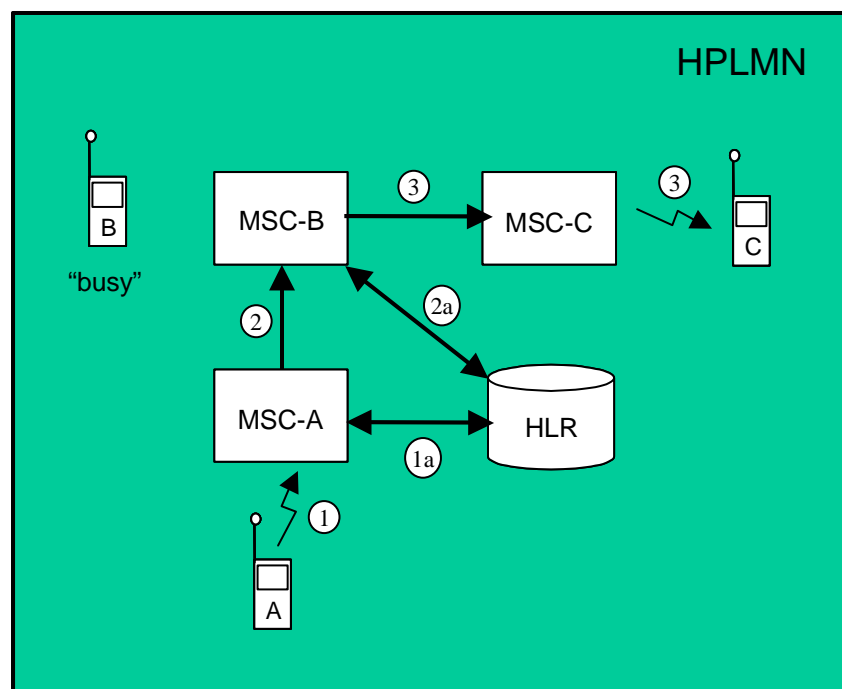 HPLMN
B
"busy"
MSC-B
3
MSC-C
3
C
2
2a
MSC-A
1a
HLR
1
A